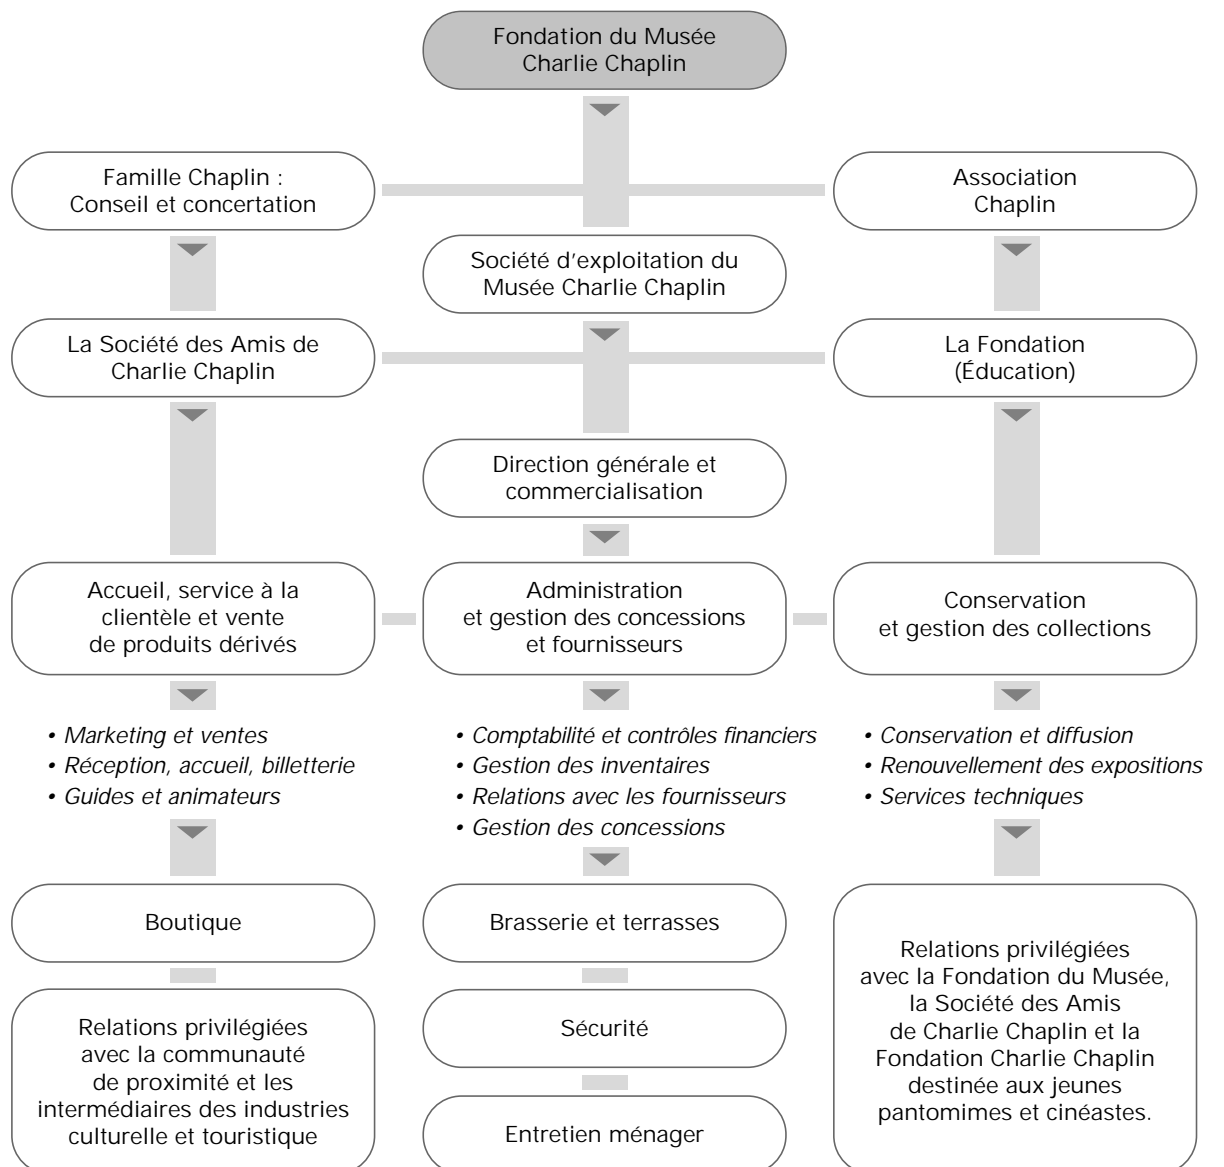 Fondation du Musée
Charlie Chaplin
Famille Chaplin :
Conseil et concertation
Association
Chaplin
Société d'exploitation du
Musée Charlie Chaplin
La Société des Amis de
Charlie Chaplin
La Fondation
(Éducation)
Direction générale et
commercialisation
Accueil, service à la
clientèle et vente
de produits dérivés
Administration
et gestion des concessions
et fournisseurs
Conservation
et gestion des collections
• Marketing et ventes
• Réception, accueil, billetterie
• Guides et animateurs
• Comptabilité et contrôles financiers
• Gestion des inventaires
• Relations avec les fournisseurs
• Gestion des concessions
• Conservation et diffusion
• Renouvellement des expositions
• Services techniques
Boutique
Relations privilégiées
avec la communauté
de proximité et les
intermédiaires des industries
culturelle et touristique
Brasserie et terrasses
Sécurité
Entretien ménager
Relations privilégiées
avec la Fondation du Musée,
la Société des Amis
de Charlie Chaplin et la
Fondation Charlie Chaplin
destinée aux jeunes
pantomimes et cinéastes.